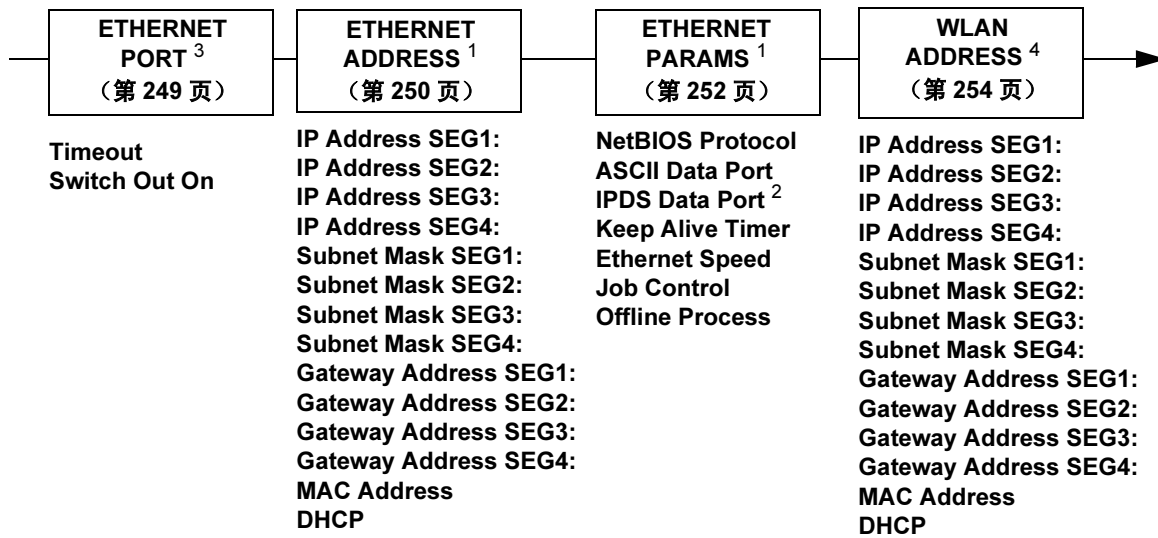 ETHERNET
PORT 3
（第 249 页）
Timeout
Switch Out On
ETHERNET
ADDRESS 1
（第 250 页）
IP Address SEG1:
IP Address SEG2:
IP Address SEG3:
IP Address SEG4:
Subnet Mask SEG1:
Subnet Mask SEG2:
Subnet Mask SEG3:
Subnet Mask SEG4:
Gateway Address SEG1:
Gateway Address SEG2:
Gateway Address SEG3:
Gateway Address SEG4:
MAC Address
DHCP
ETHERNET
PARAMS 1
（第 252 页）
NetBIOS Protocol
ASCII Data Port
IPDS Data Port 2
Keep Alive Timer
Ethernet Speed
Job Control
Offline Process
WLAN
ADDRESS 4
（第 254 页）
IP Address SEG1:
IP Address SEG2:
IP Address SEG3:
IP Address SEG4:
Subnet Mask SEG1:
Subnet Mask SEG2:
Subnet Mask SEG3:
Subnet Mask SEG4:
Gateway Address SEG1:
Gateway Address SEG2:
Gateway Address SEG3:
Gateway Address SEG4:
MAC Address
DHCP